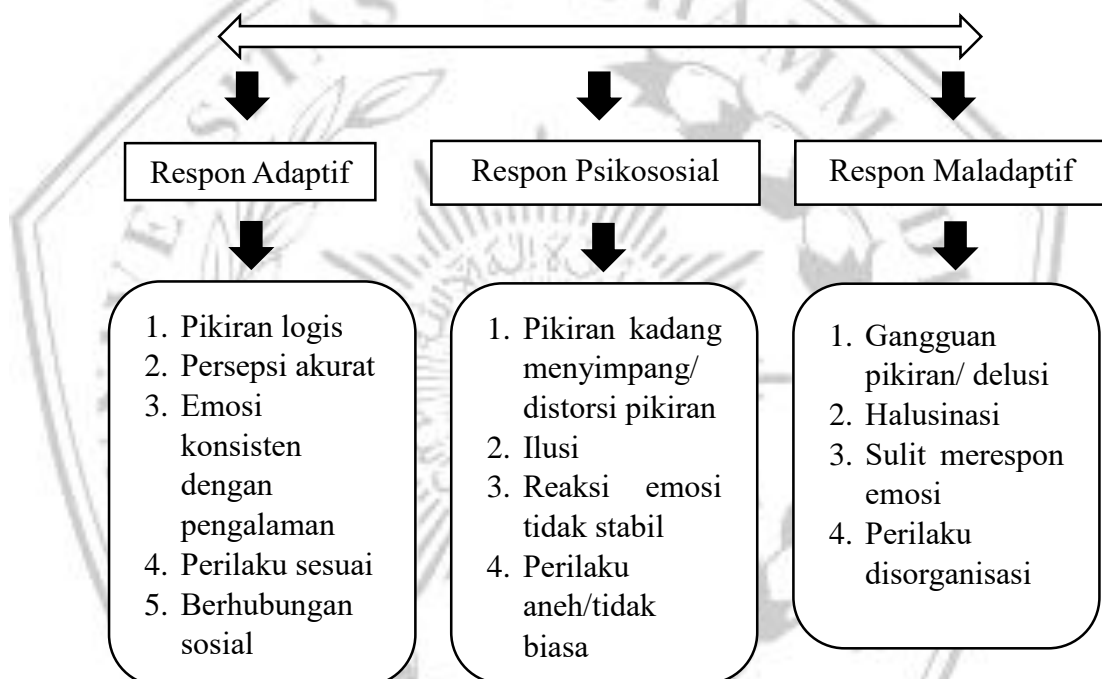 Respon Adaptif
Respon Psikososial
Respon Maladaptif
1. Pikiran logis
2. Persepsi akurat
3. Emosi
konsisten
dengan
pengalaman
4. Perilaku sesuai
5. Berhubungan
sosial
1. Pikiran kadang
menyimpang/
distorsi pikiran
2. Ilusi
3. Reaksi emosi
tidak stabil
4. Perilaku
aneh/tidak
biasa
1. Gangguan
pikiran/ delusi
2. Halusinasi
3. Sulit merespon
emosi
4. Perilaku
disorganisasi